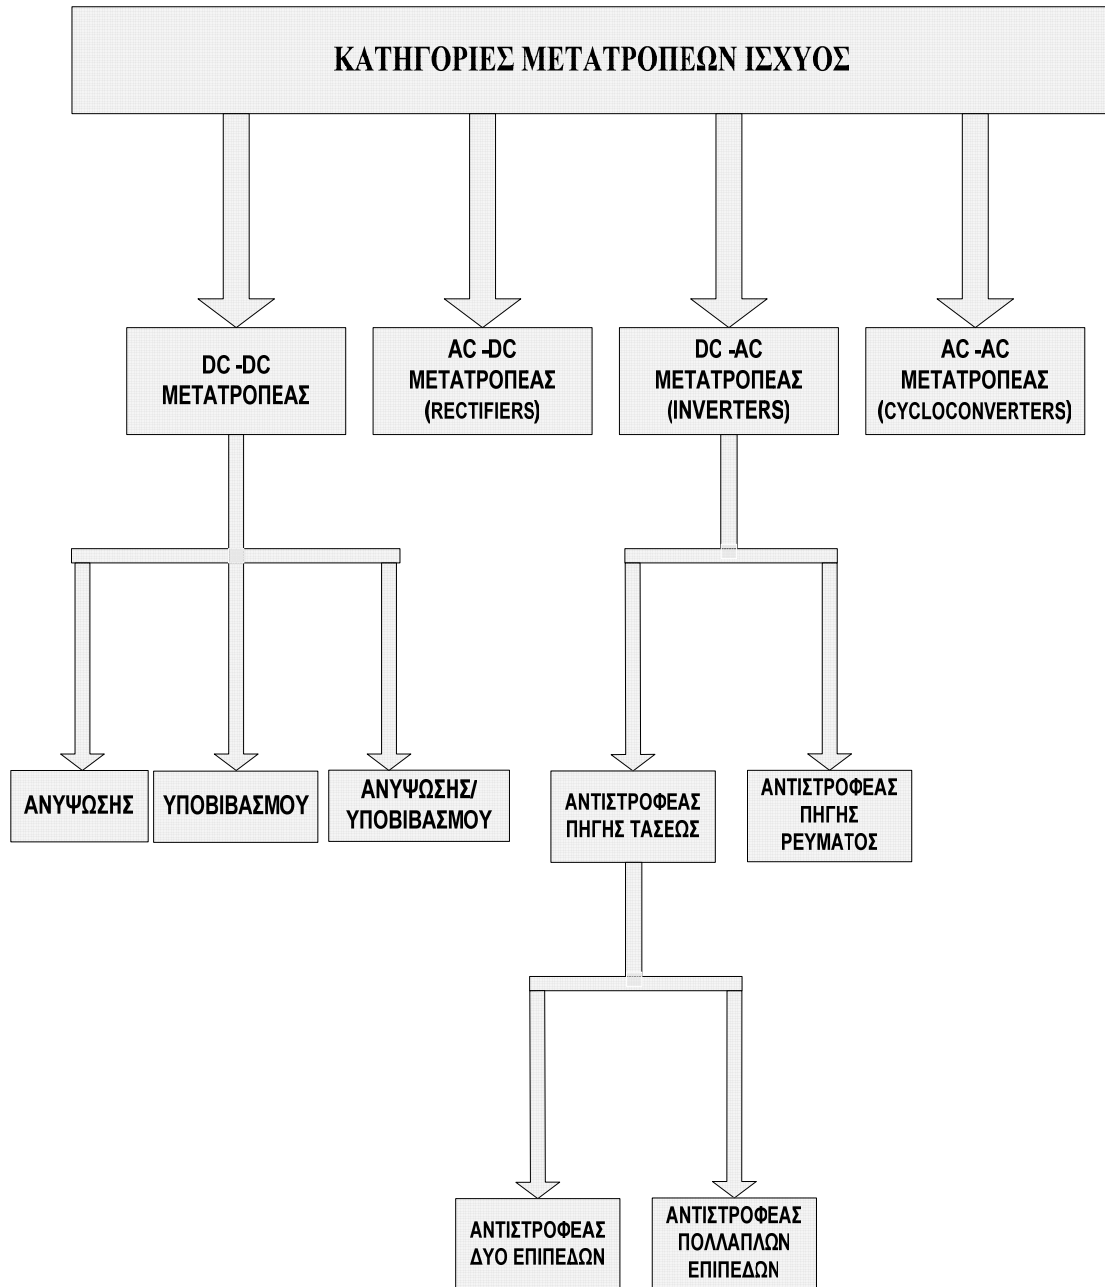 ΚΑΤΗΓΟΡΙΕΣ ΜΕΤΑΤΡΟΠΕΩΝ ΙΣΧΥΟΣ
DC -DC
ΜΕΤΑΤΡΟΠΕΑΣ
AC -DC
ΜΕΤΑΤΡΟΠΕΑΣ
(RECTIFIERS)
DC -AC
ΜΕΤΑΤΡΟΠΕΑΣ
(INVERTERS)
AC -AC
ΜΕΤΑΤΡΟΠΕΑΣ
(CYCLOCONVERTERS)
ΑΝΥΨΩΣΗΣ
ΥΠΟΒΙΒΑΣΜΟΥ
ΑΝΥΨΩΣΗΣ/
ΥΠΟΒΙΒΑΣΜΟΥ
ΑΝΤΙΣΤΡΟΦΕΑΣ
ΠΗΓΗΣ ΤΑΣΕΩΣ
ΑΝΤΙΣΤΡΟΦΕΑΣ
ΠΗΓΗΣ
ΡΕΥΜΑΤΟΣ
ΑΝΤΙΣΤΡΟΦΕΑΣ
ΔΥΟ ΕΠΙΠΕΔΩΝ
ΑΝΤΙΣΤΡΟΦΕΑΣ
ΠΟΛΛΑΠΛΩΝ
ΕΠΙΠΕΔΩΝ